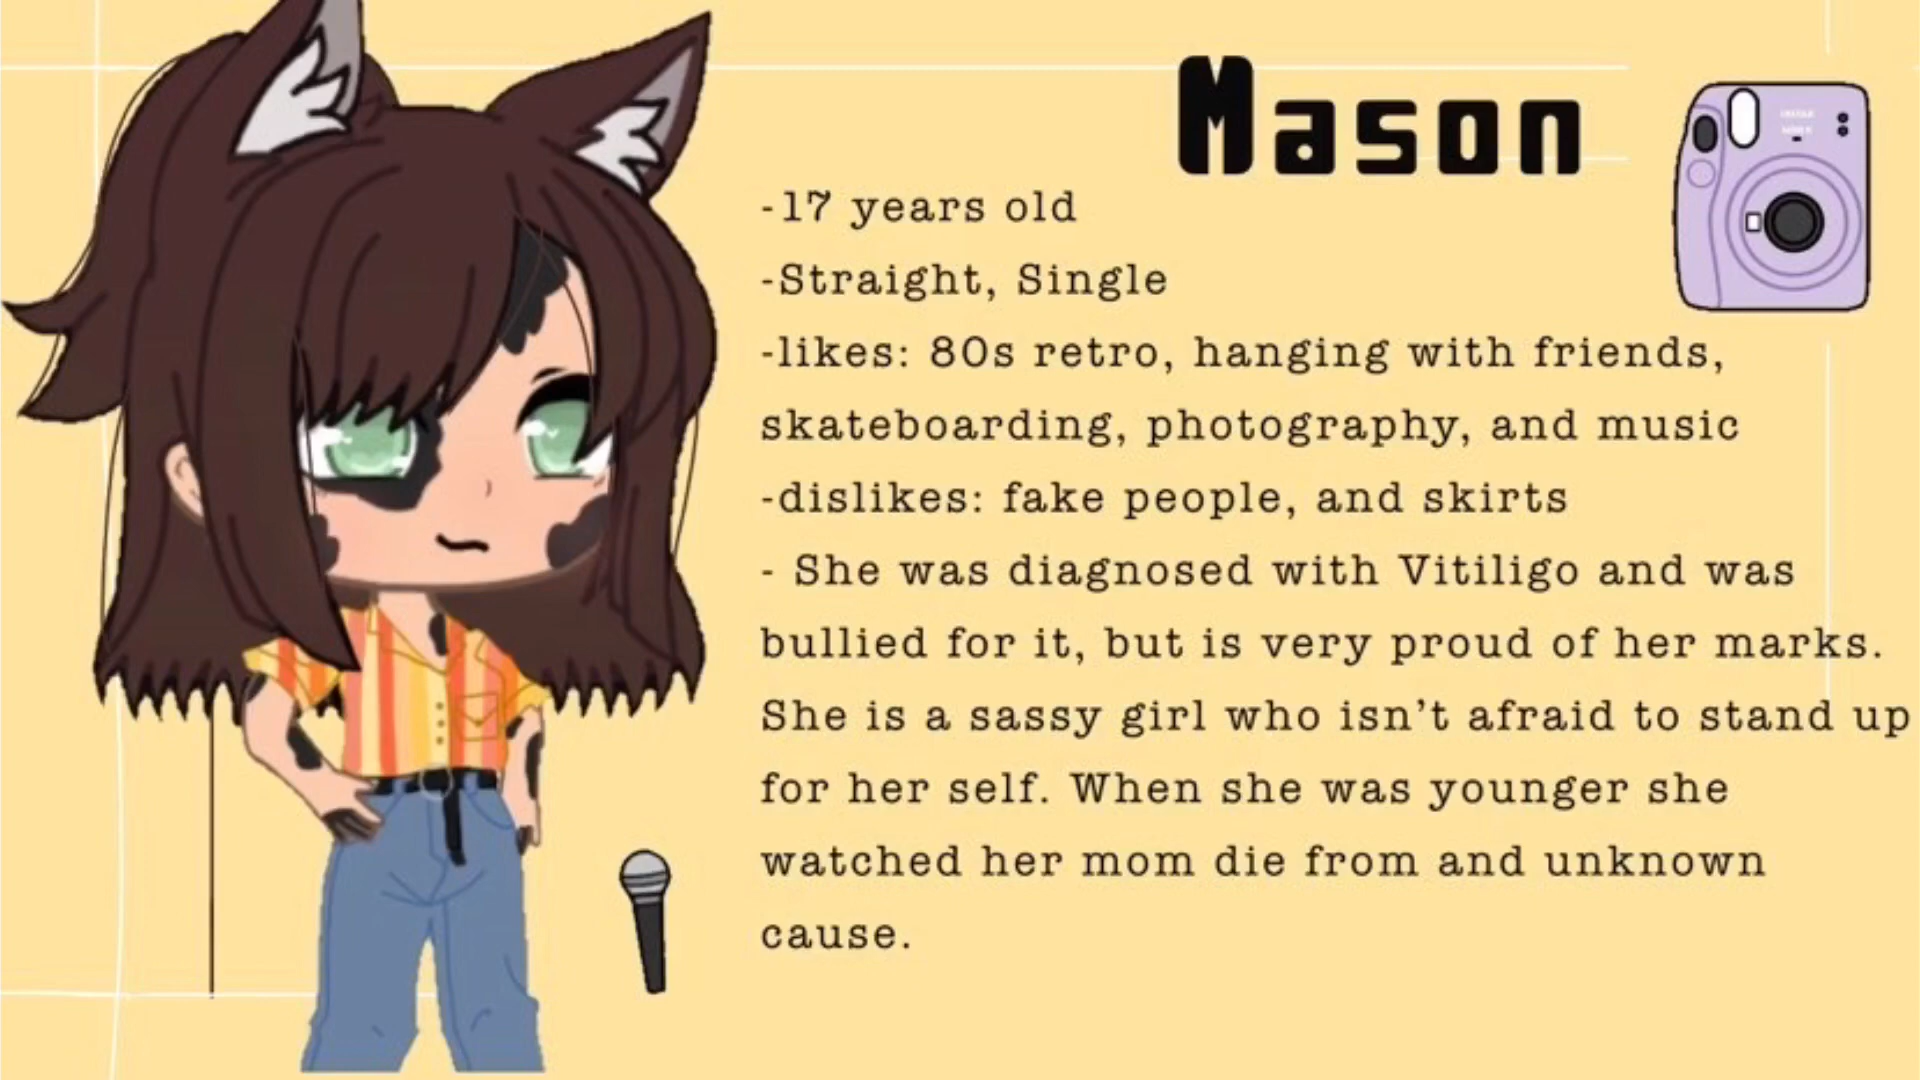 Mason
-17 years old
-Straight, Single
-likes: 80s retro, hanging with friends,
skateboarding, photography, and music
-dislikes: fake people, and skirts
- She was diagnosed with Vitiligo and was
bullied for it, but is very proud of her marks.
She is a sassy girl who isn't afraid to stand up
for her self. When she was younger she
watched her mom die from and unknown
cause.